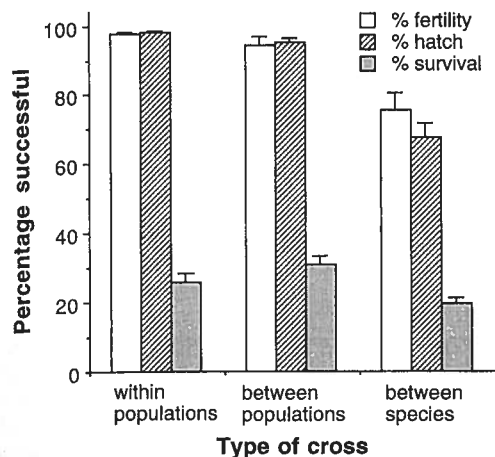 % fertility
% hatch
% survival
Percentage successful
100
80
60
40
20
0
within
populations
between
populations
between
species
Type of cross